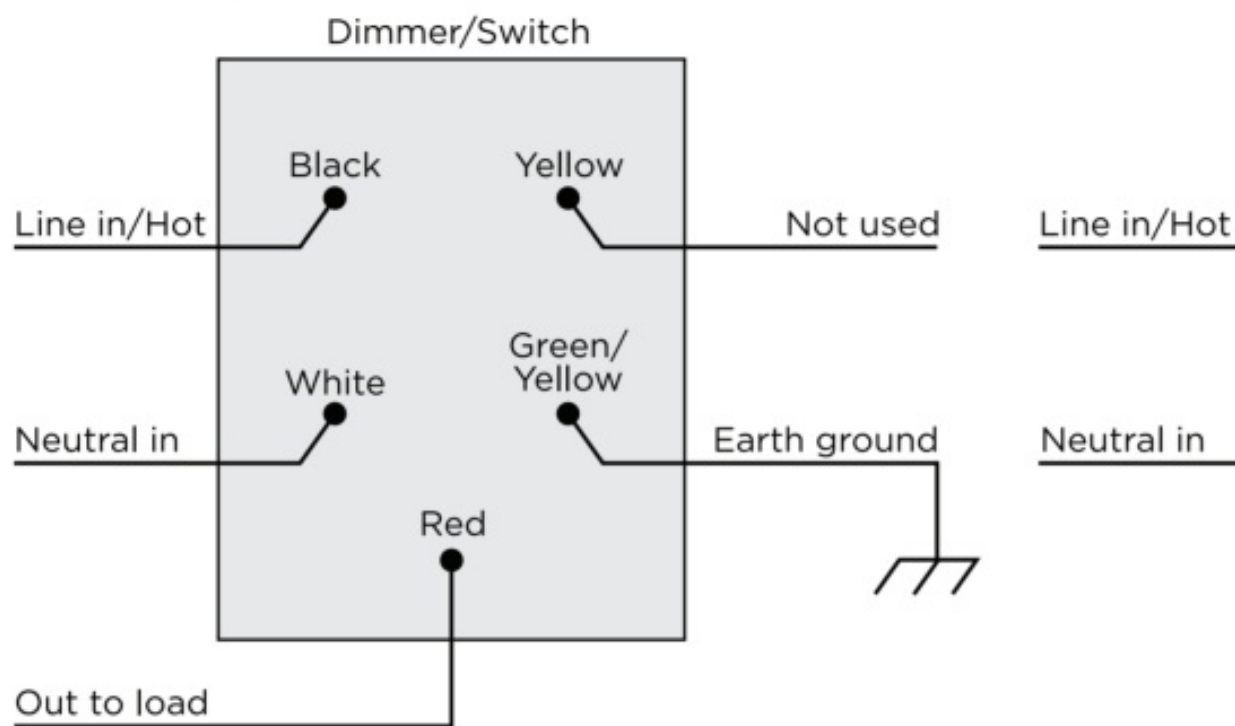 Dimmer/Switch
Black
Yellow
Line in/Hot
Not used
Line in/Hot
White
Green/
Yellow
Neutral in
Earth ground
Neutral in
Red
Out to load